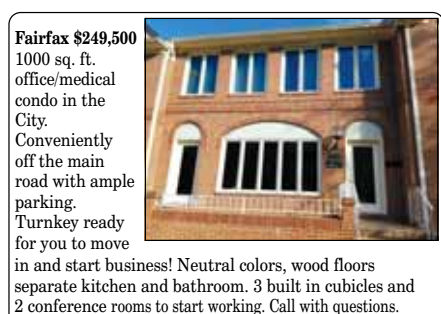 Fairfax $249,500
1000 sq. ft.
office/medical
condo in the
City.
Conveniently
off the main
road with ample
parking.
Turnkey ready
for you to move
in and start business! Neutral colors, wood floors
separate kitchen and bathroom. 3 built in cubicles and
2 conference rooms to start working. Call with questions.